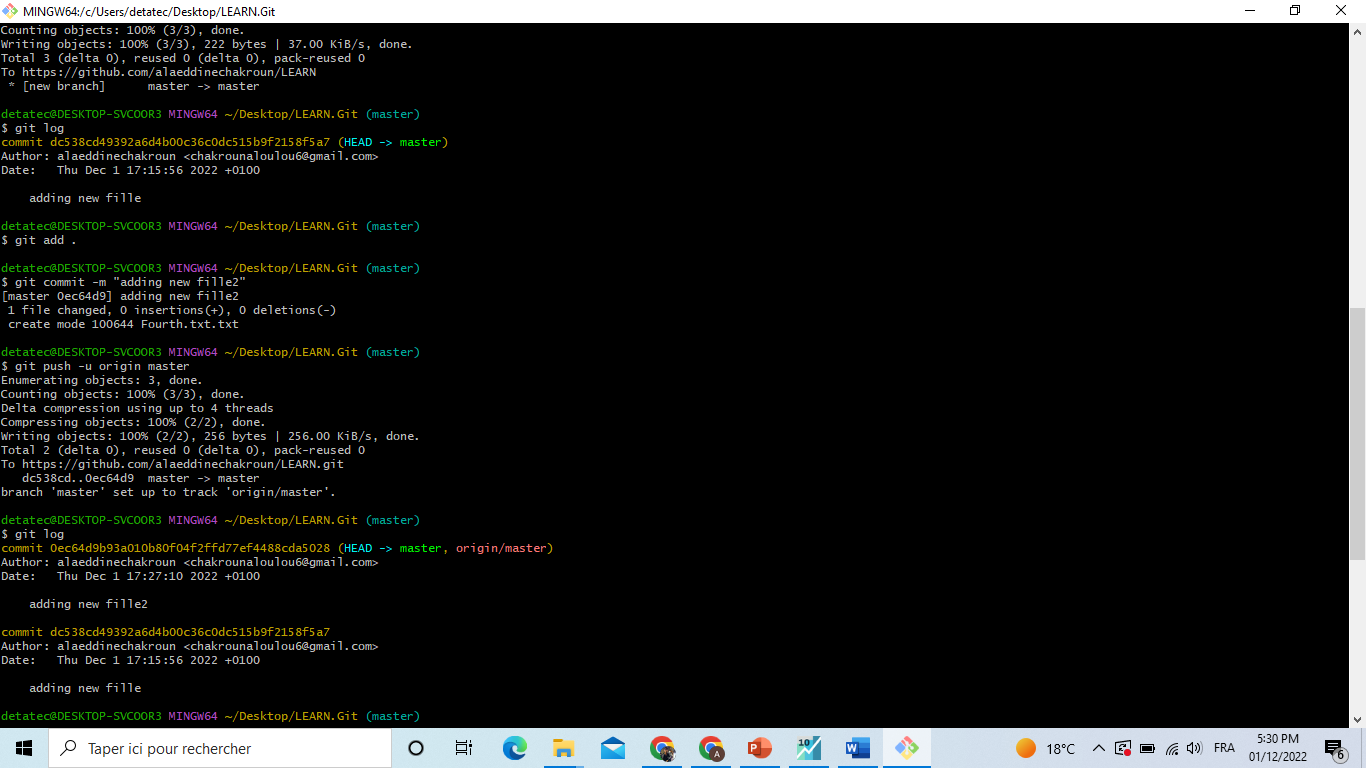 MINGW64:/c/Users/detatec/Desktop/LEARN.Git
Counting objects: 100% (3/3), done.
Writing objects: 100% (3/3), 222 bytes | 37.00 KiB/s, done.
Total 3 (delta 0), reused 0 (delta 0), pack-reused 0
To https://github.com/alaeddinechakroun/LEARN
 * [new branch]      master -> master
detatec@DESKTOP-SVCOOR3 MINGW64 ~/Desktop/LEARN.Git (master)
$ git log
commit dc538cd49392a6d4b00c36c0dc515b9f2158f5a7 (HEAD -> master)
Author: alaeddinechakroun <chakrounaloulou6@gmail.com>
Date:   Thu Dec 1 17:15:56 2022 +0100
    adding new fille
detatec@DESKTOP-SVCOOR3 MINGW64 ~/Desktop/LEARN.Git (master)
$ git add .
detatec@DESKTOP-SVCOOR3 MINGW64 ~/Desktop/LEARN.Git (master)
$ git commit -m "adding new fille2"
[master 0ec64d9] adding new fille2
 1 file changed, 0 insertions(+), 0 deletions(-)
 create mode 100644 Fourth.txt.txt
detatec@DESKTOP-SVCOOR3 MINGW64 ~/Desktop/LEARN.Git (master)
$ git push -u origin master
Enumerating objects: 3, done.
Counting objects: 100% (3/3), done.
Delta compression using up to 4 threads
Compressing objects: 100% (2/2), done.
Writing objects: 100% (2/2), 256 bytes | 256.00 KiB/s, done.
Total 2 (delta 0), reused 0 (delta 0), pack-reused 0
To https://github.com/alaeddinechakroun/LEARN.git
   dc538cd..0ec64d9  master -> master
branch 'master' set up to track 'origin/master'.
detatec@DESKTOP-SVCOOR3 MINGW64 ~/Desktop/LEARN.Git (master)
$ git log
commit 0ec64d9b93a010b80f04f2ffd77ef4488cda5028 (HEAD -> master, origin/master)
Author: alaeddinechakroun <chakrounaloulou6@gmail.com>
Date:   Thu Dec 1 17:27:10 2022 +0100
    adding new fille2
commit dc538cd49392a6d4b00c36c0dc515b9f2158f5a7
Author: alaeddinechakroun <chakrounaloulou6@gmail.com>
Date:   Thu Dec 1 17:15:56 2022 +0100
    adding new fille
detatec@DESKTOP-SVCOOR3 MINGW64 ~/Desktop/LEARN.Git (master)
Taper ici pour rechercher
A
P
10
W
18°C
FRA
5:30 PM
01/12/2022
6